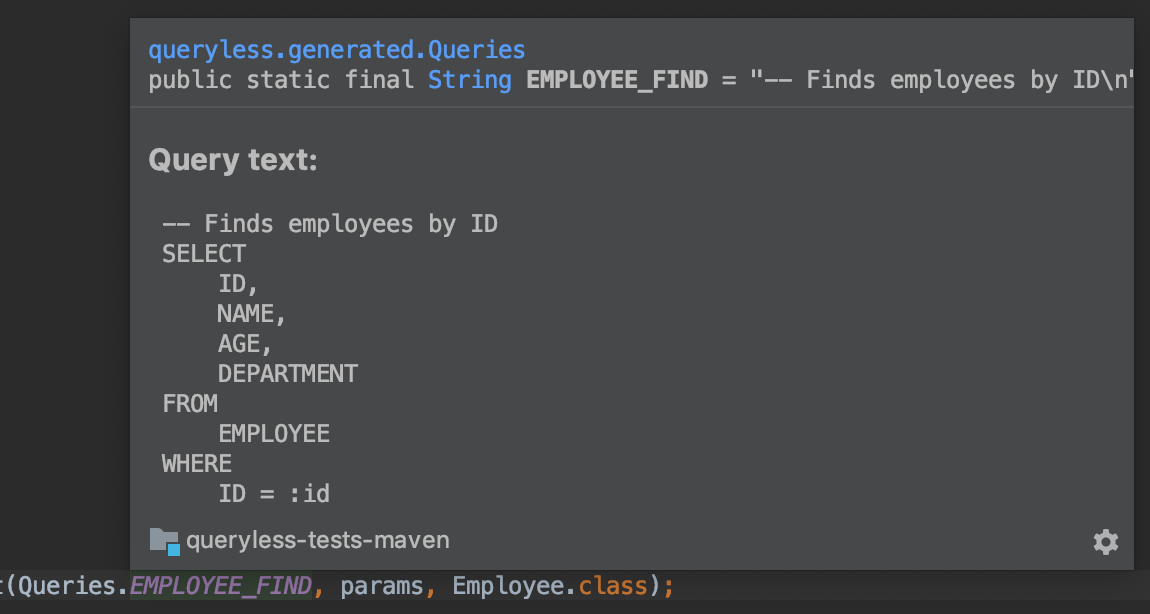 queryless.generated.Queries
public static final String EMPLOYEE_FIND = "-- Finds employees by ID\n"
Query text:
-- Finds employees by ID
SELECT
    ID,
    NAME,
    AGE,
    DEPARTMENT
FROM
    EMPLOYEE
WHERE
    ID = :id
queryless-tests-maven
t(Queries.EMPLOYEE_FIND, params, Employee.class);